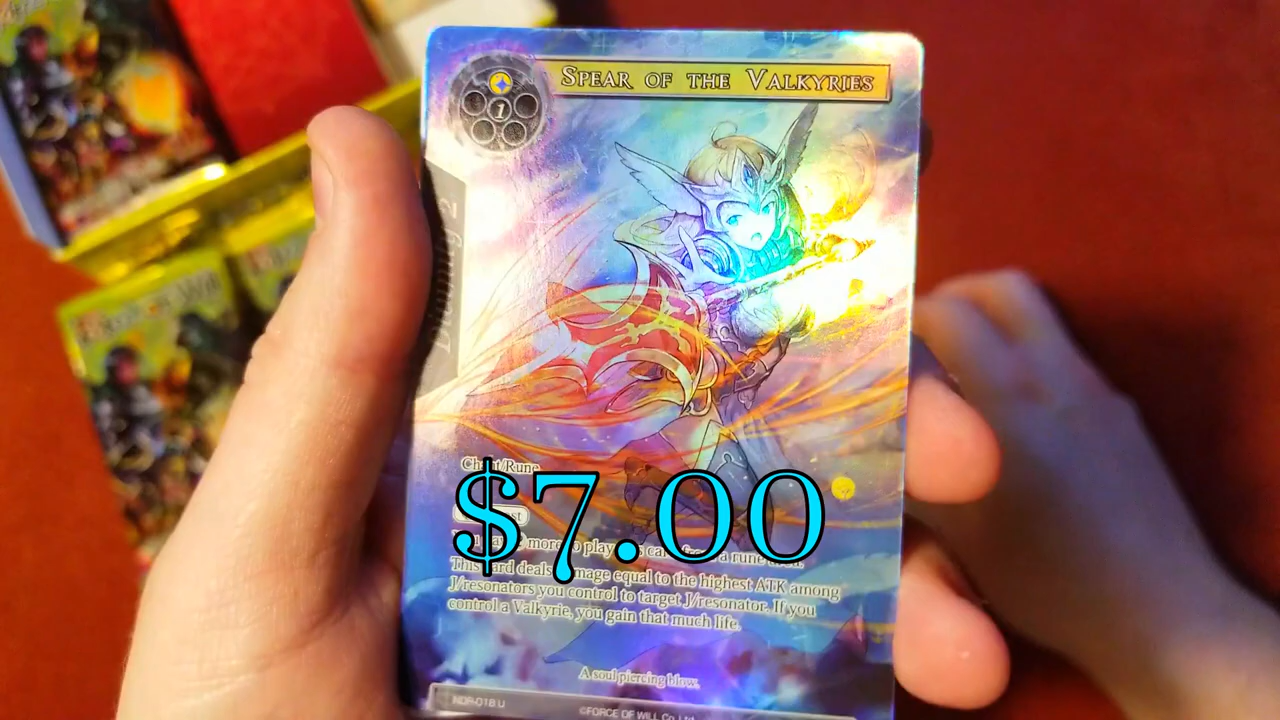 SPEAR OF THE VALKYRIES
1
2
Chant/Rune
$7.00
This card deals damage equal to the highest ATK among
J/resonators you control to target J/resonator. If you
control a Valkyrie, you gain that much life.
A soul piercing blow.
NDR-018 U
©FORCE OF WILL Co.,Ltd.